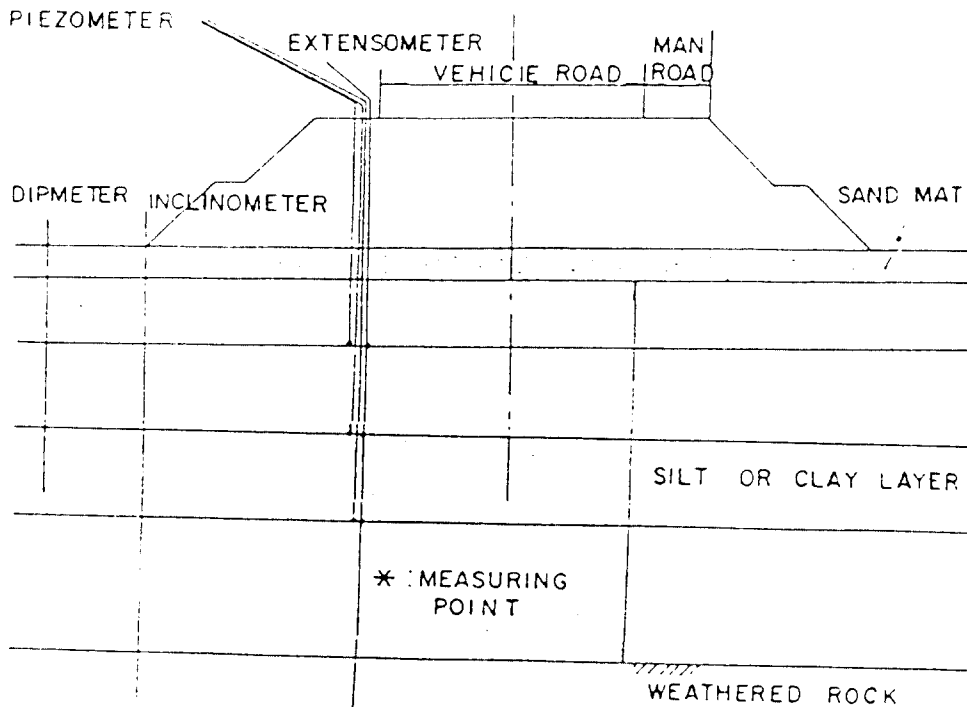 PIEZOMETER
EXTENSOMETER
MAN
VEHICIE ROAD
ROAD
DIPMETER
INCLINOMETER
SAND MAT
SILT OR CLAY LAYER
* : MEASURING
POINT
WEATHERED ROCK